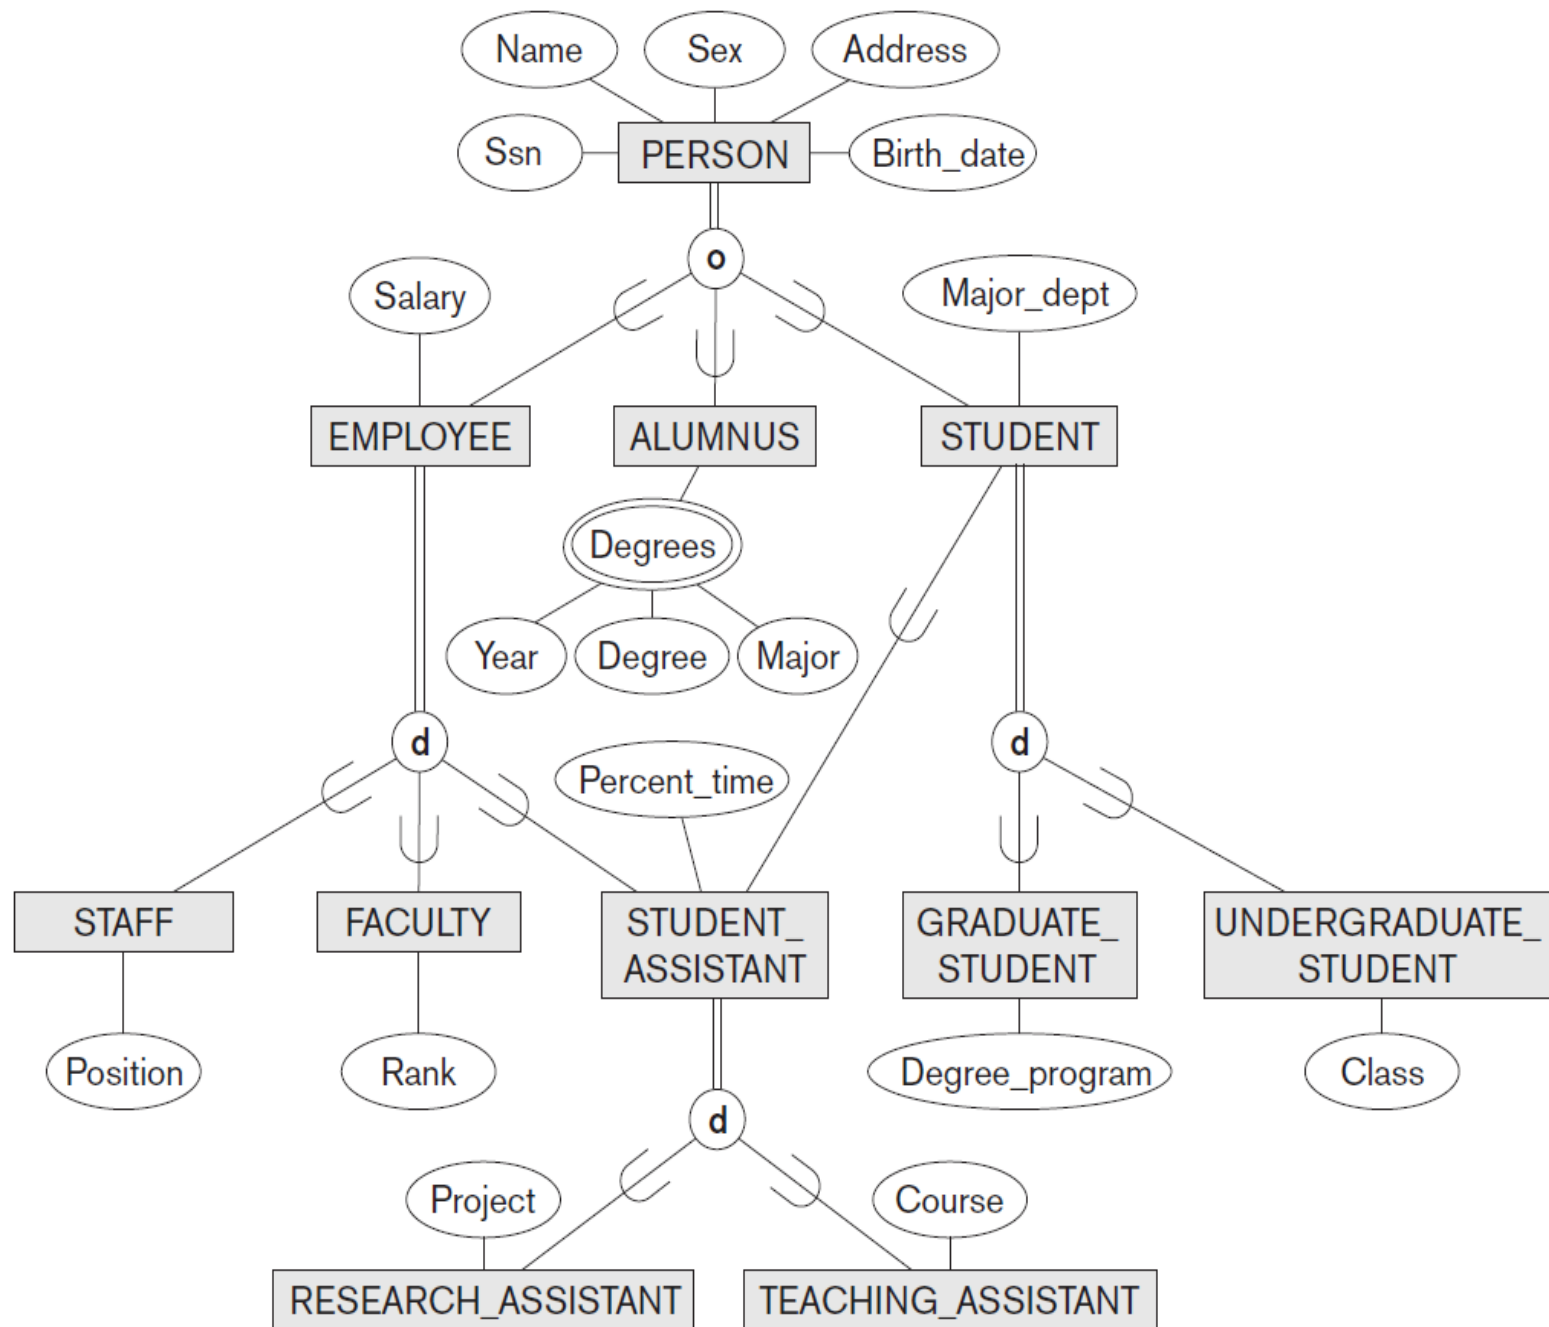 Name
Sex
Address
Ssn
PERSON
Birth_date
o
Salary
Major_dept
EMPLOYEE
ALUMNUS
STUDENT
Degrees
Year
Degree
Major
d
d
Percent_time
STAFF
FACULTY
STUDENT_
ASSISTANT
GRADUATE_
STUDENT
UNDERGRADUATE_
STUDENT
Position
Rank
Degree_program
Class
d
Project
Course
RESEARCH_ASSISTANT
TEACHING_ASSISTANT